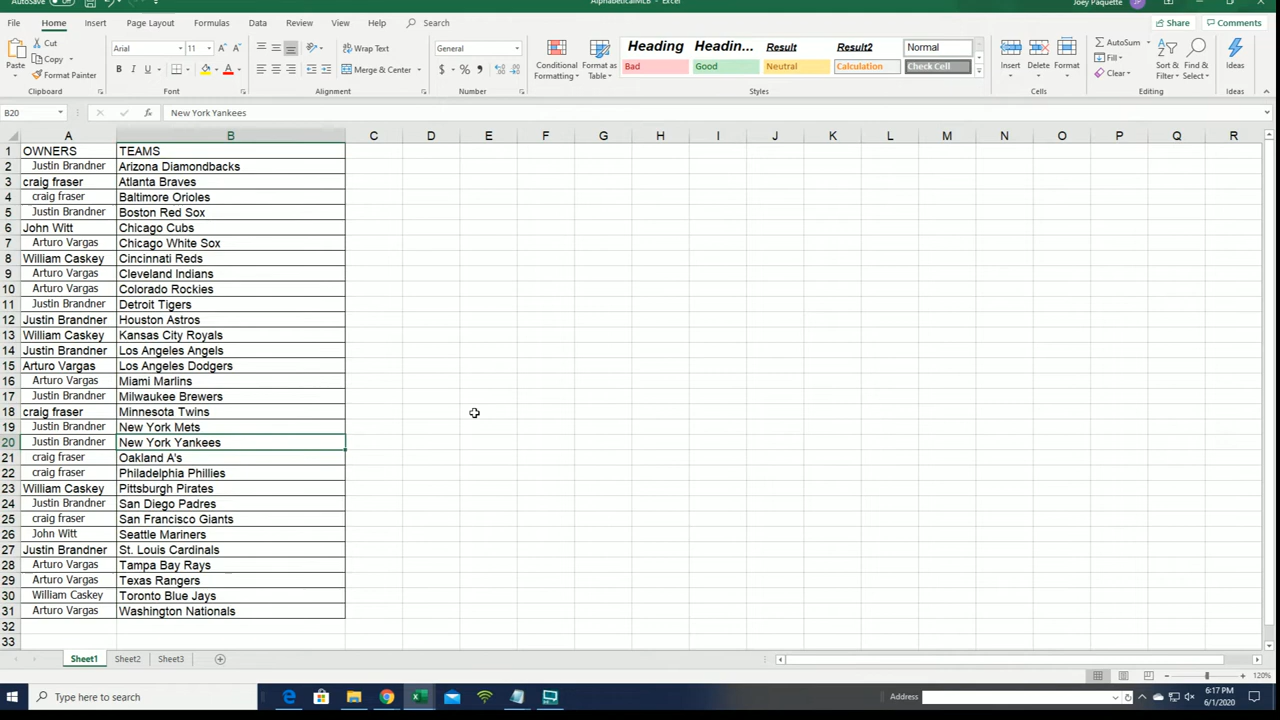 AutoSave
AlphabeticalMLB - Excel
Joey Paquette
JP
File Home Insert Page Layout Formulas Data Review View Help Search
Share Comments
Paste
Cut
Copy
Format Painter
Clipboard
Arial 11
B I U
Font
Wrap Text
Merge & Center
Alignment
General
$ % ,
Number
Conditional Formatting
Format as Table
Heading Headin... Result Result2 Normal
Bad Good Neutral Calculation Check Cell
Styles
Insert Delete Format
Cells
AutoSum
Fill
Clear
Sort & Filter
Find & Select
Editing
Ideas
Ideas
B20 fx New York Yankees
A B C D E F G H I J K L M N O P Q R
1 OWNERS TEAMS
2 Justin Brandner Arizona Diamondbacks
3 craig fraser Atlanta Braves
4 craig fraser Baltimore Orioles
5 Justin Brandner Boston Red Sox
6 John Witt Chicago Cubs
7 Arturo Vargas Chicago White Sox
8 William Caskey Cincinnati Reds
9 Arturo Vargas Cleveland Indians
10 Arturo Vargas Colorado Rockies
11 Justin Brandner Detroit Tigers
12 Justin Brandner Houston Astros
13 William Caskey Kansas City Royals
14 Justin Brandner Los Angeles Angels
15 Arturo Vargas Los Angeles Dodgers
16 Arturo Vargas Miami Marlins
17 Justin Brandner Milwaukee Brewers
18 craig fraser Minnesota Twins
19 Justin Brandner New York Mets
20 Justin Brandner New York Yankees
21 craig fraser Oakland A's
22 craig fraser Philadelphia Phillies
23 William Caskey Pittsburgh Pirates
24 Justin Brandner San Diego Padres
25 craig fraser San Francisco Giants
26 John Witt Seattle Mariners
27 Justin Brandner St. Louis Cardinals
28 Arturo Vargas Tampa Bay Rays
29 Arturo Vargas Texas Rangers
30 William Caskey Toronto Blue Jays
31 Arturo Vargas Washington Nationals
32
33
Sheet1 Sheet2 Sheet3
120%
Type here to search
Address
6:17 PM
6/1/2020